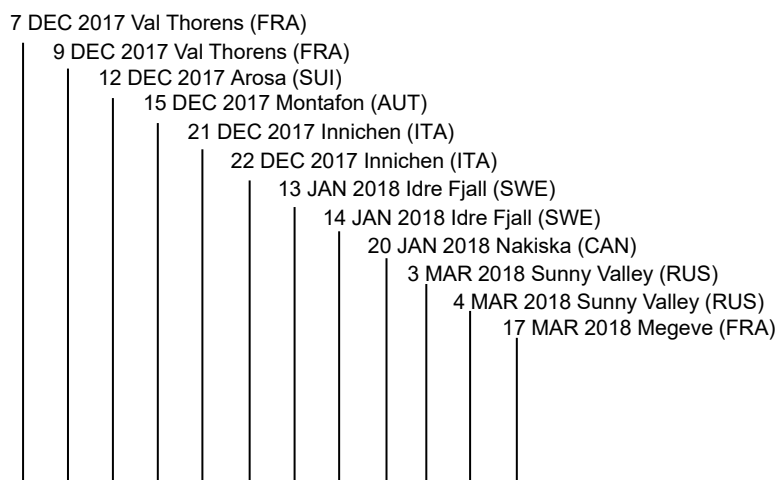 7 DEC 2017 Val Thorens (FRA)
9 DEC 2017 Val Thorens (FRA)
12 DEC 2017 Arosa (SUI)
15 DEC 2017 Montafon (AUT)
21 DEC 2017 Innichen (ITA)
22 DEC 2017 Innichen (ITA)
13 JAN 2018 Idre Fjall (SWE)
14 JAN 2018 Idre Fjall (SWE)
20 JAN 2018 Nakiska (CAN)
3 MAR 2018 Sunny Valley (RUS)
4 MAR 2018 Sunny Valley (RUS)
17 MAR 2018 Megeve (FRA)